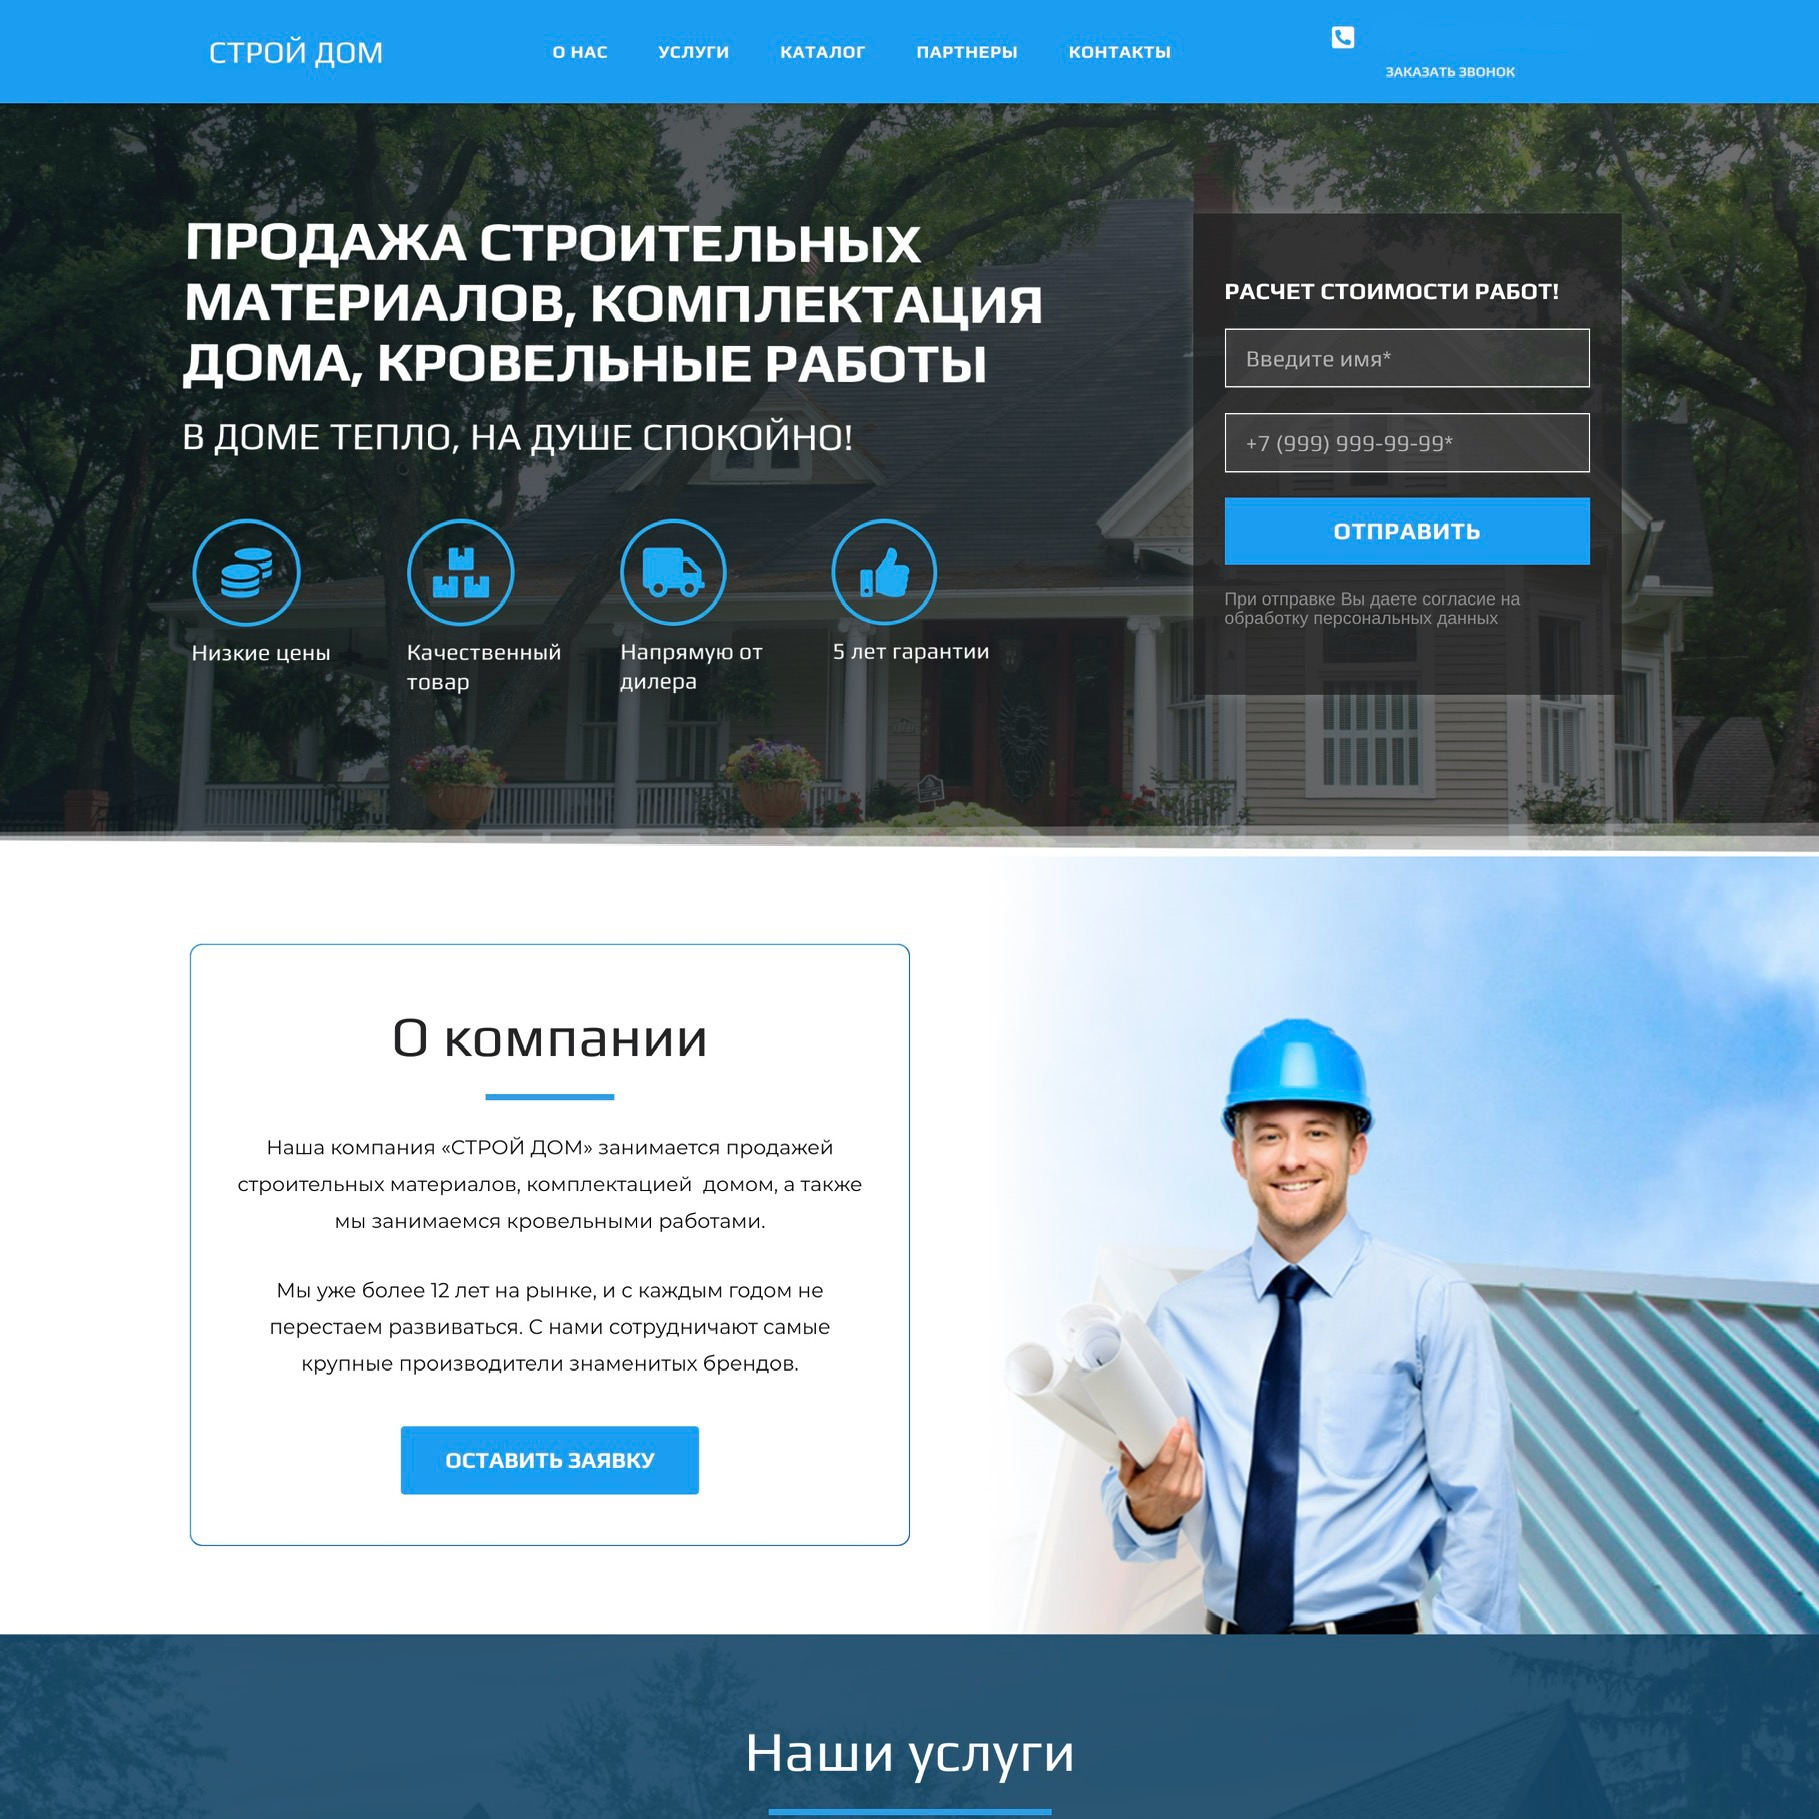 СТРОЙ ДОМ
О НАС
УСЛУГИ
КАТАЛОГ
ПАРТНЕРЫ
КОНТАКТЫ
ЗАКАЗАТЬ ЗВОНОК
ПРОДАЖА СТРОИТЕЛЬНЫХ
МАТЕРИАЛОВ, КОМПЛЕКТАЦИЯ
ДОМА, КРОВЕЛЬНЫЕ РАБОТЫ
В ДОМЕ ТЕПЛО, НА ДУШЕ СПОКОЙНО!
Низкие цены
Качественный
товар
Напрямую от
дилера
5 лет гарантии
РАСЧЕТ СТОИМОСТИ РАБОТ!
Введите имя*
+7 (999) 999-99-99*
ОТПРАВИТЬ
При отправке Вы даете согласие на
обработку персональных данных
О компании
Наша компания «СТРОЙ ДОМ» занимается продажей
строительных материалов, комплектацией  домом, а также
мы занимаемся кровельными работами.
Мы уже более 12 лет на рынке, и с каждым годом не
перестаем развиваться. С нами сотрудничают самые
крупные производители знаменитых брендов.
ОСТАВИТЬ ЗАЯВКУ
Наши услуги